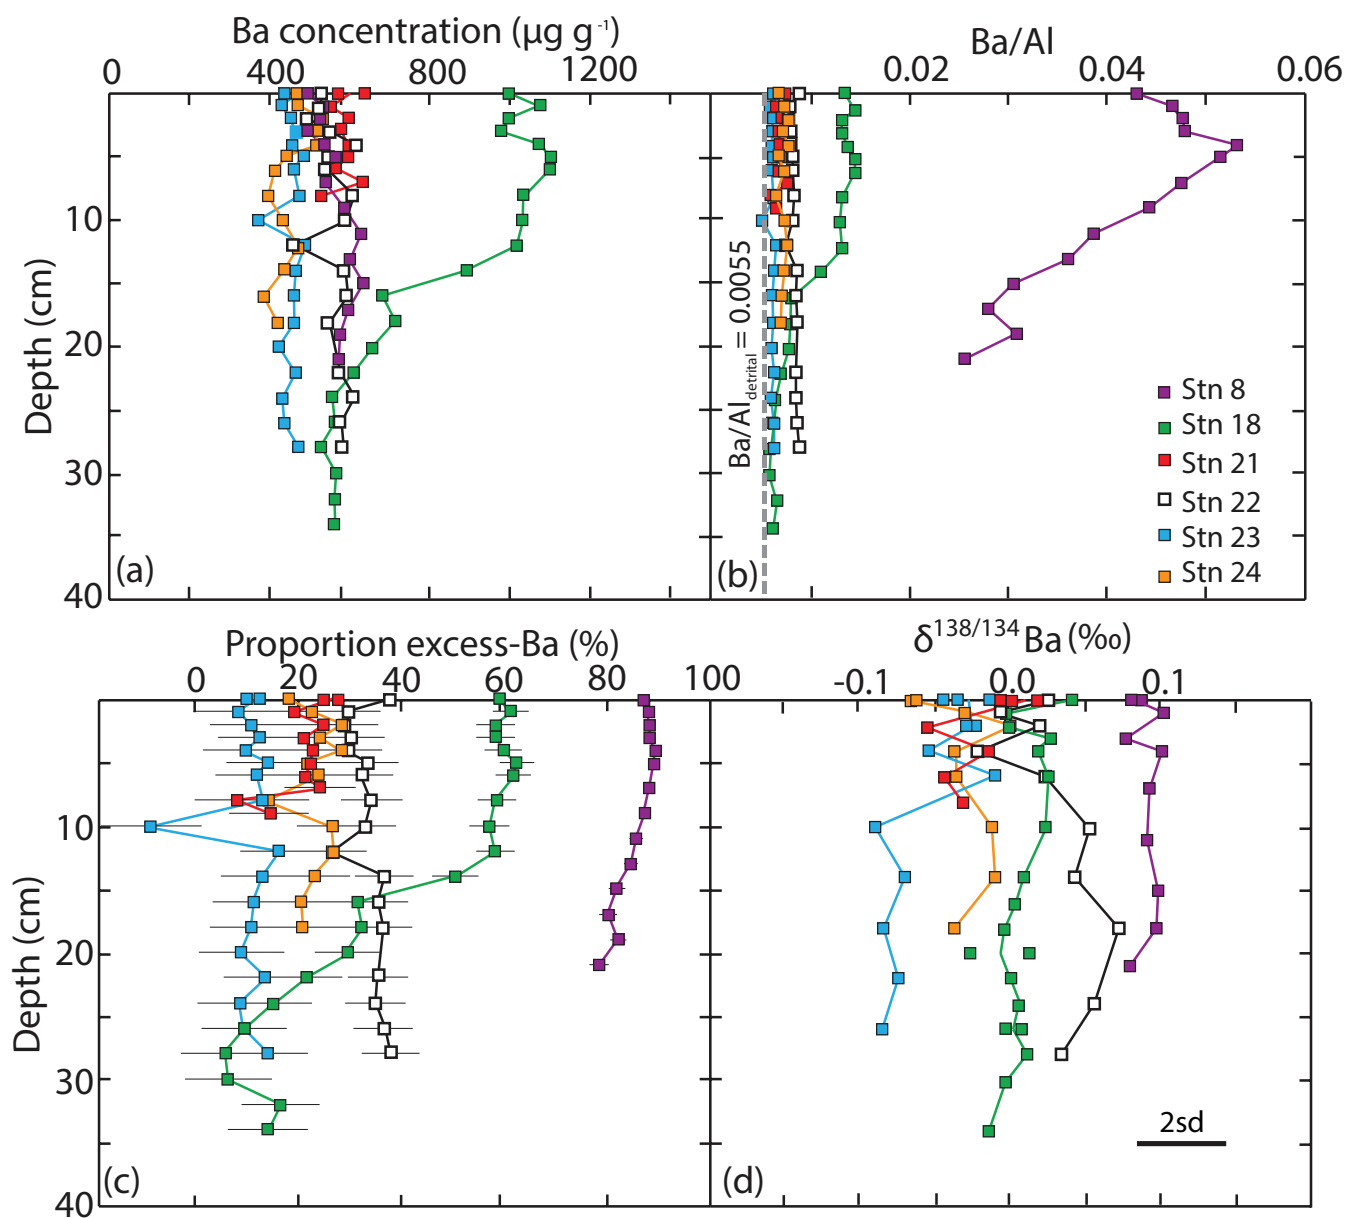 Ba concentration (µg g⁻¹)
0 400 800 1200
Depth (cm)
10
20
30
40
(a)
Ba/Al
0.02 0.04 0.06
Ba/Al detrital = 0.0055
Stn 8
Stn 18
Stn 21
Stn 22
Stn 23
Stn 24
(b)
Proportion excess-Ba (%)
0 20 40 60 80 100
Depth (cm)
10
20
30
40
(c)
δ¹³⁸/¹³⁴Ba (‰)
-0.1 0.0 0.1
2sd
(d)